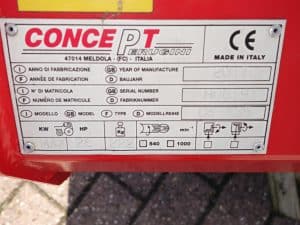 CONCEPT
PERUGINI
47014 MELDOLA - (FC) - ITALIA
CE
MADE IN ITALY
I ANNO DI FABBRICAZIONE GB YEAR OF MANUFACTURE
F ANNÉE DE FABRICATION D BAUJAHR
I N° DI MATRICOLA GB SERIAL NUMBER
F NUMÉRO DE MATRICULE D FABRIKNUMMER
I MODELLO GB MODEL F TYPE D MODELLREIHE
KW HP Kg min-1
540 1000